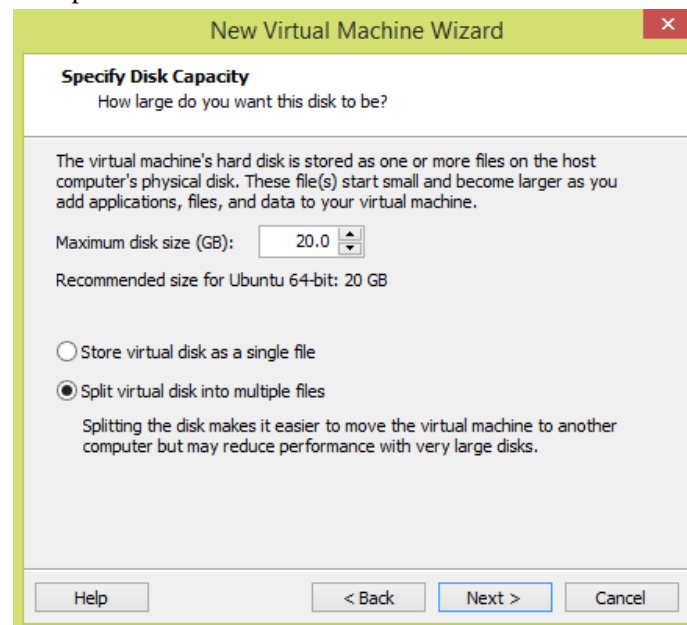 New Virtual Machine Wizard
Specify Disk Capacity
How large do you want this disk to be?
The virtual machine's hard disk is stored as one or more files on the host
computer's physical disk. These file(s) start small and become larger as you
add applications, files, and data to your virtual machine.
Maximum disk size (GB): 20.0
Recommended size for Ubuntu 64-bit: 20 GB
Store virtual disk as a single file
Split virtual disk into multiple files
Splitting the disk makes it easier to move the virtual machine to another
computer but may reduce performance with very large disks.
Help < Back Next > Cancel